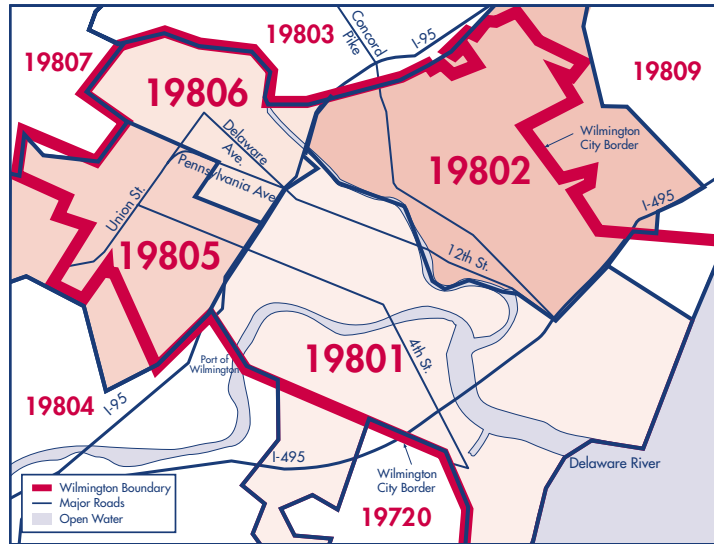 19803
Concord
Pike
I-95
19807
19809
19806
Delaware
Ave.
Wilmington
City Border
Pennsylvania Ave.
19802
Union St.
I-495
19805
12th St.
19801
4th St.
Port of
Wilmington
19804
I-95
I-495
Delaware River
Wilmington
City Border
Wilmington Boundary
Major Roads
Open Water
19720